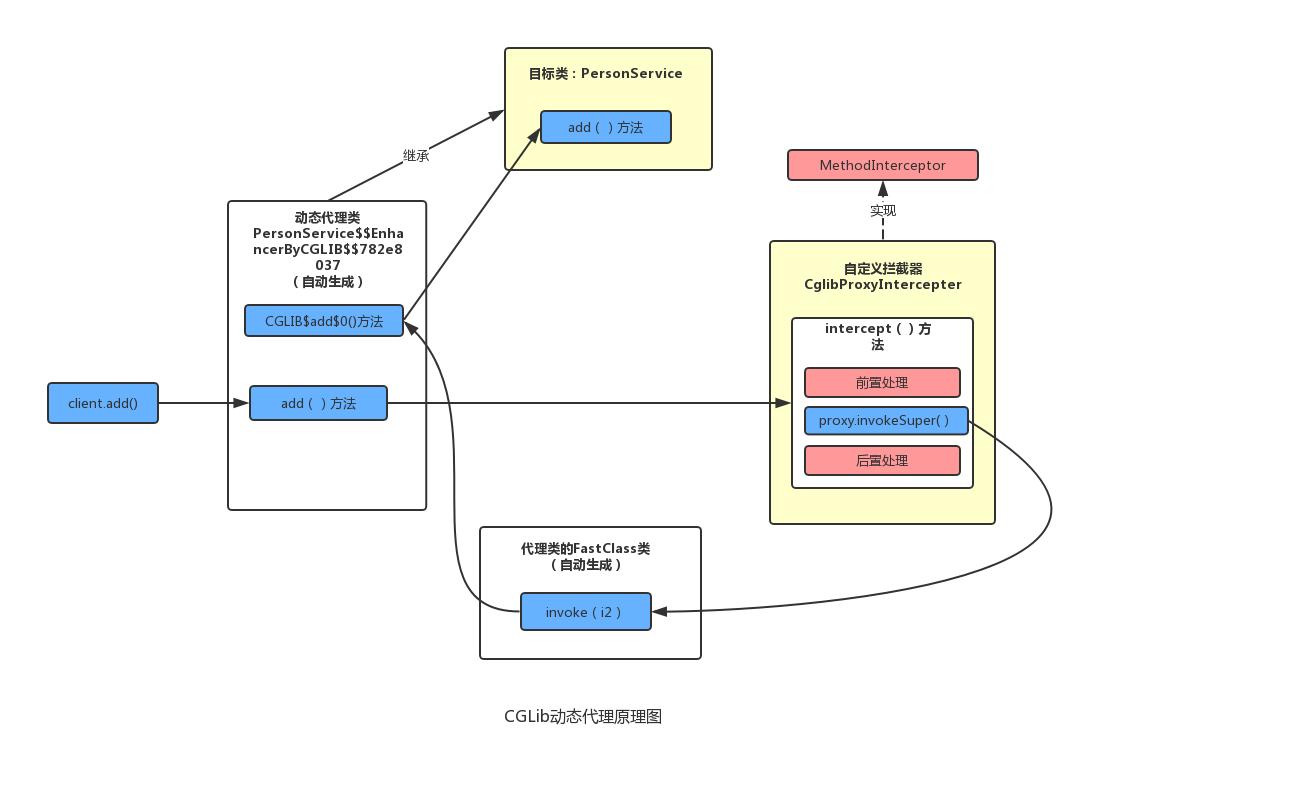 目标类：PersonService
add（ ）方法
继承
MethodInterceptor
实现
动态代理类
PersonService$$Enha
ncerByCGLIB$$782e8
037
（自动生成）
CGLIB$add$0()方法
client.add()
add（ ）方法
自定义拦截器
CglibProxyIntercepter
intercept（ ）方
法
前置处理
proxy.invokeSuper( )
后置处理
代理类的FastClass类
（自动生成）
invoke（ i2 ）
CGLib动态代理原理图